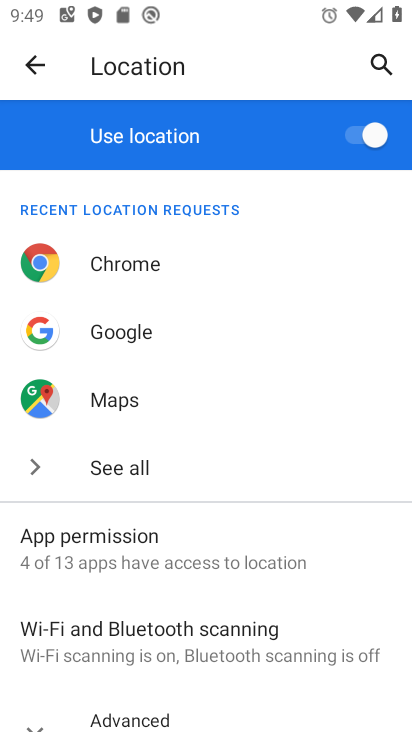 9:49
Location
Use location
RECENT LOCATION REQUESTS
Chrome
Google
Maps
See all
App permission
4 of 13 apps have access to location
Wi-Fi and Bluetooth scanning
Wi-Fi scanning is on, Bluetooth scanning is off
Advanced